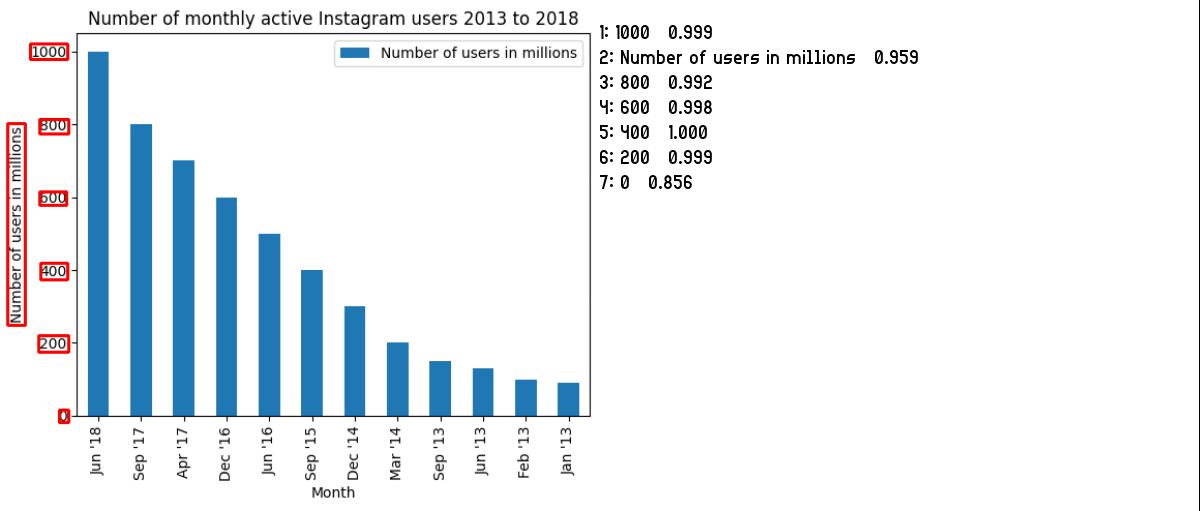 Number of monthly active Instagram users 2013 to 2018
Number of users in millions
1000
800
600
400
200
0
Number of users in millions
Jun '18
Sep '17
Apr '17
Dec '16
Jun '16
Sep '15
Dec '14
Mar '14
Sep '13
Jun '13
Feb '13
Jan '13
Month
1: 1000 0.999
2: Number of users in millions 0.959
3: 800 0.992
4: 600 0.998
5: 400 1.000
6: 200 0.999
7: 0 0.856